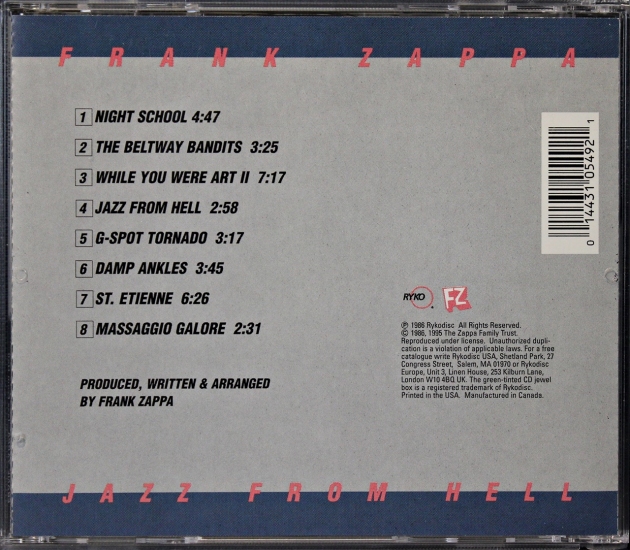 FRANK ZAPPA
1 NIGHT SCHOOL 4:47
2 THE BELTWAY BANDITS 3:25
3 WHILE YOU WERE ART II 7:17
4 JAZZ FROM HELL 2:58
5 G-SPOT TORNADO 3:17
6 DAMP ANKLES 3:45
7 ST. ETIENNE 6:26
8 MASSAGGIO GALORE 2:31
PRODUCED, WRITTEN & ARRANGED
BY FRANK ZAPPA
0 14431 05492 1
RYKO FZ
℗ 1986 Rykodisc All Rights Reserved.
© 1986, 1995 The Zappa Family Trust.
Reproduced under license. Unauthorized dupli-
cation is a violation of applicable laws. For a free
catalogue write Rykodisc USA, Shetland Park, 27
Congress Street, Salem, MA 01970 or Rykodisc
Europe, Unit 3, Linen House, 253 Kilburn Lane,
London W10 4BQ UK. The green-tinted CD jewel
box is a registered trademark of Rykodisc.
Printed in the USA. Manufactured in Canada.
JAZZ FROM HELL